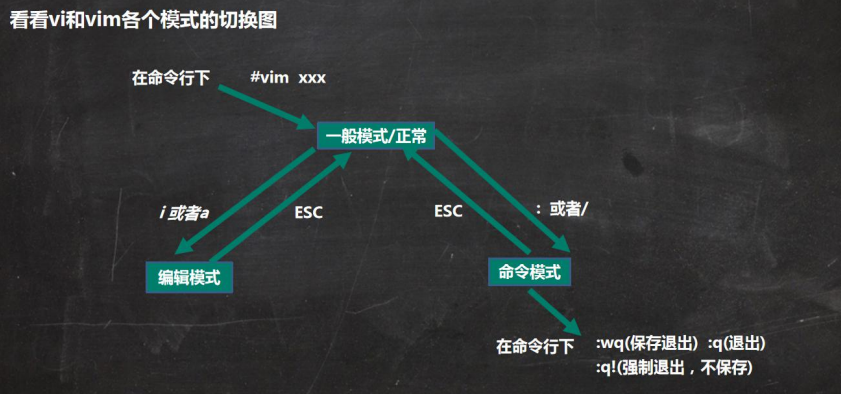 看看vi和vim各个模式的切换图
在命令行下 #vim xxx
一般模式/正常
i 或者a ESC ESC : 或者/
编辑模式 命令模式
在命令行下 :wq(保存退出) :q(退出)
:q!(强制退出，不保存)